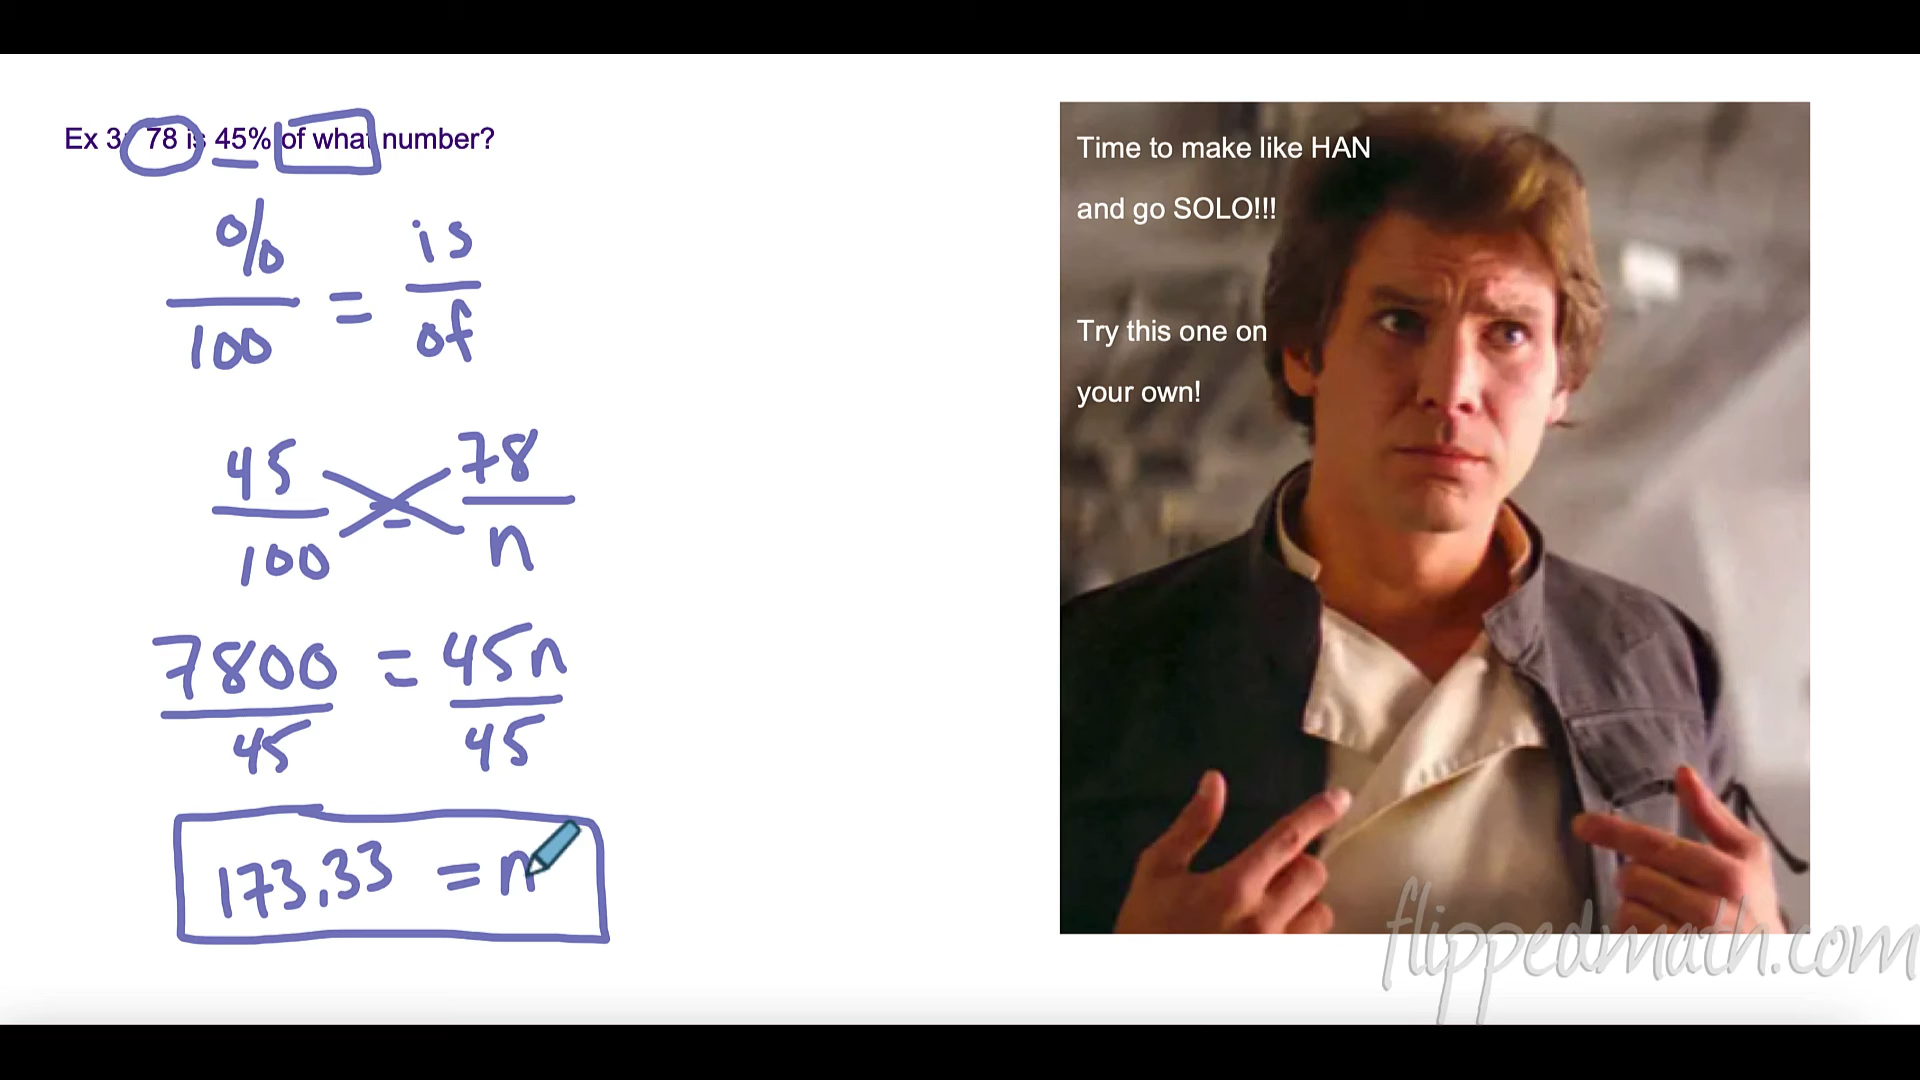 Ex 3: 78 is 45% of what number?
% is
— = —
100 of
45 78
— = —
100 n
7800 = 45n
— —
45 45
173.33 = n
Time to make like HAN
and go SOLO!!!
Try this one on
your own!
flippedmath.com